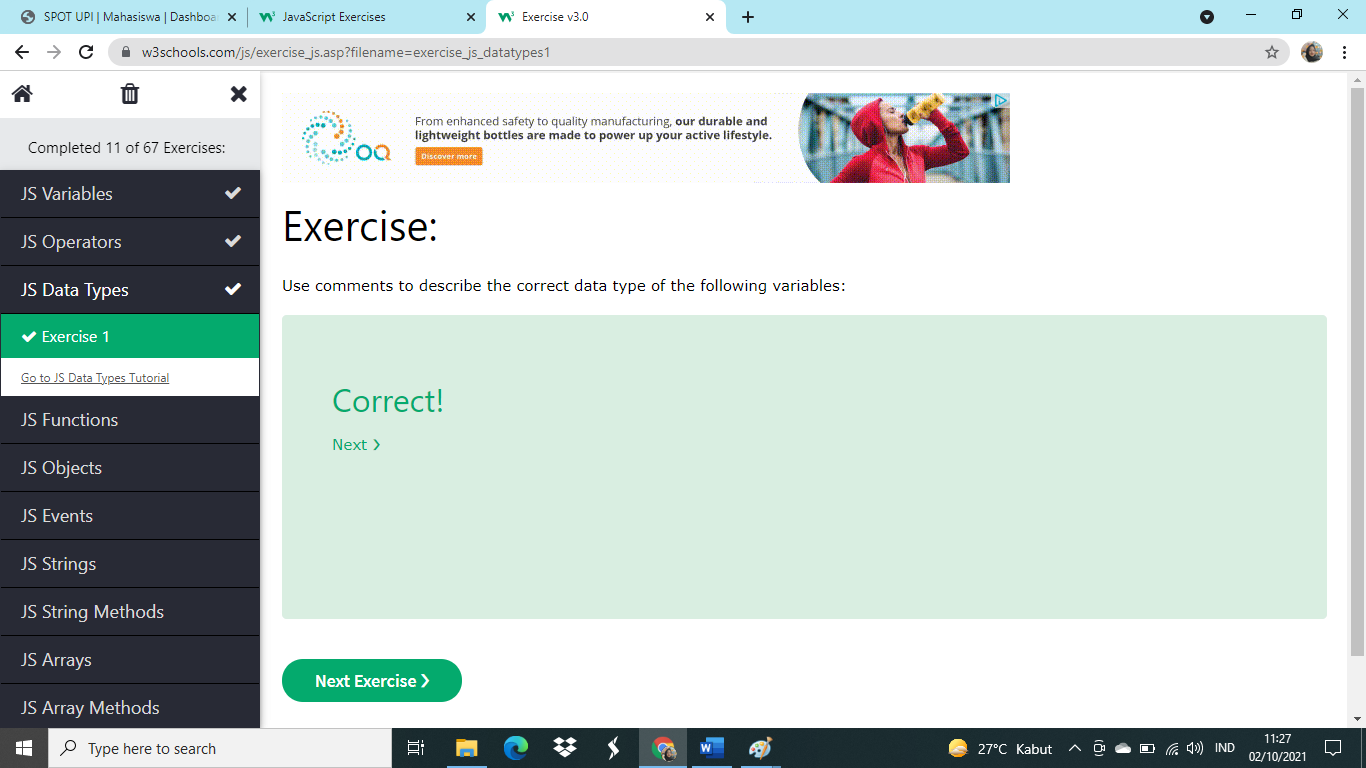 SPOT UPI | Mahasiswa | Dashboa
JavaScript Exercises
Exercise v3.0
w3schools.com/js/exercise_js.asp?filename=exercise_js_datatypes1
Completed 11 of 67 Exercises:
JS Variables
JS Operators
JS Data Types
Exercise 1
Go to JS Data Types Tutorial
JS Functions
JS Objects
JS Events
JS Strings
JS String Methods
JS Arrays
JS Array Methods
OQ
From enhanced safety to quality manufacturing, our durable and
lightweight bottles are made to power up your active lifestyle.
Discover more
Exercise:
Use comments to describe the correct data type of the following variables:
Correct!
Next ❯
Next Exercise ❯
Type here to search
27°C Kabut
IND
11:27
02/10/2021